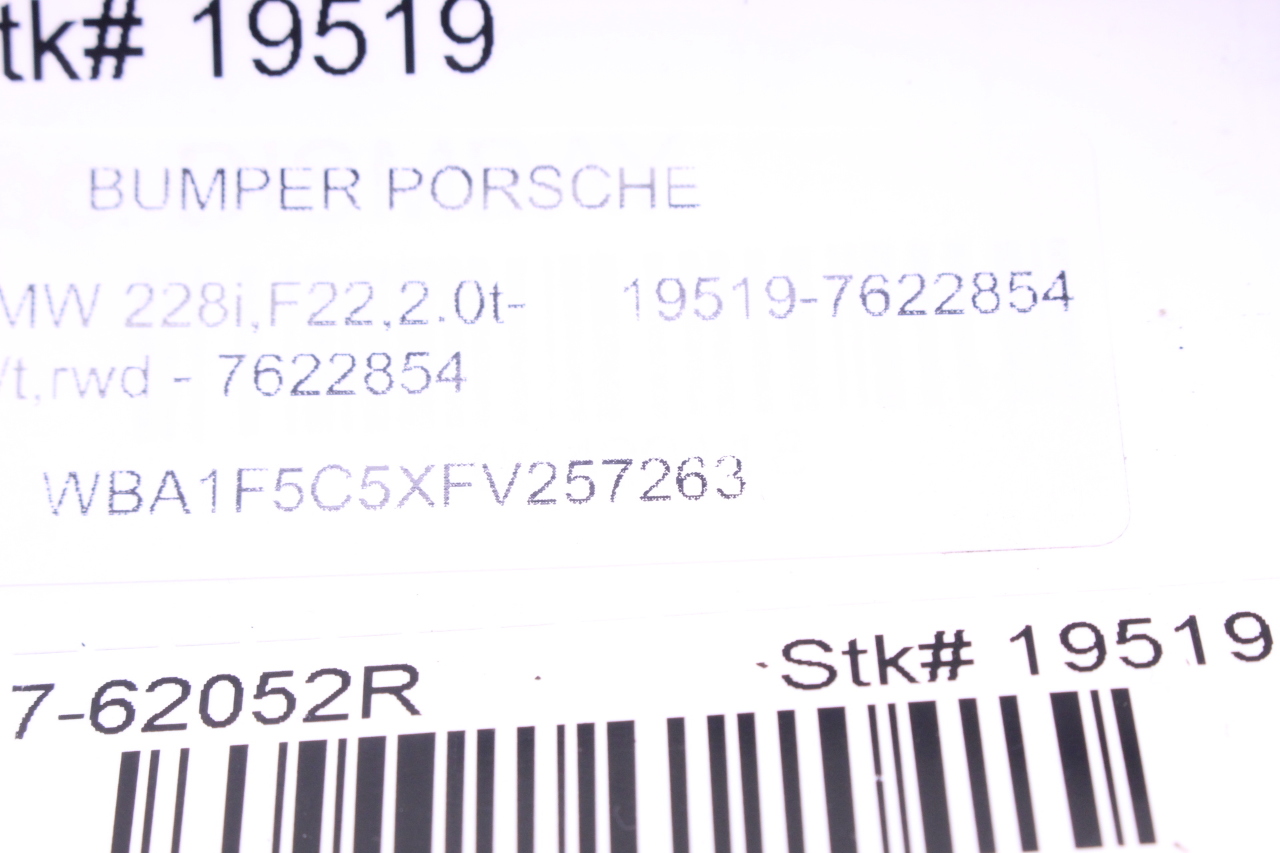 tk# 19519
BUMPER PORSCHE
MW 228i,F22,2.0t- 19519-7622854
/t,rwd - 7622854
WBA1F5C5XFV257263
7-62052R Stk# 19519